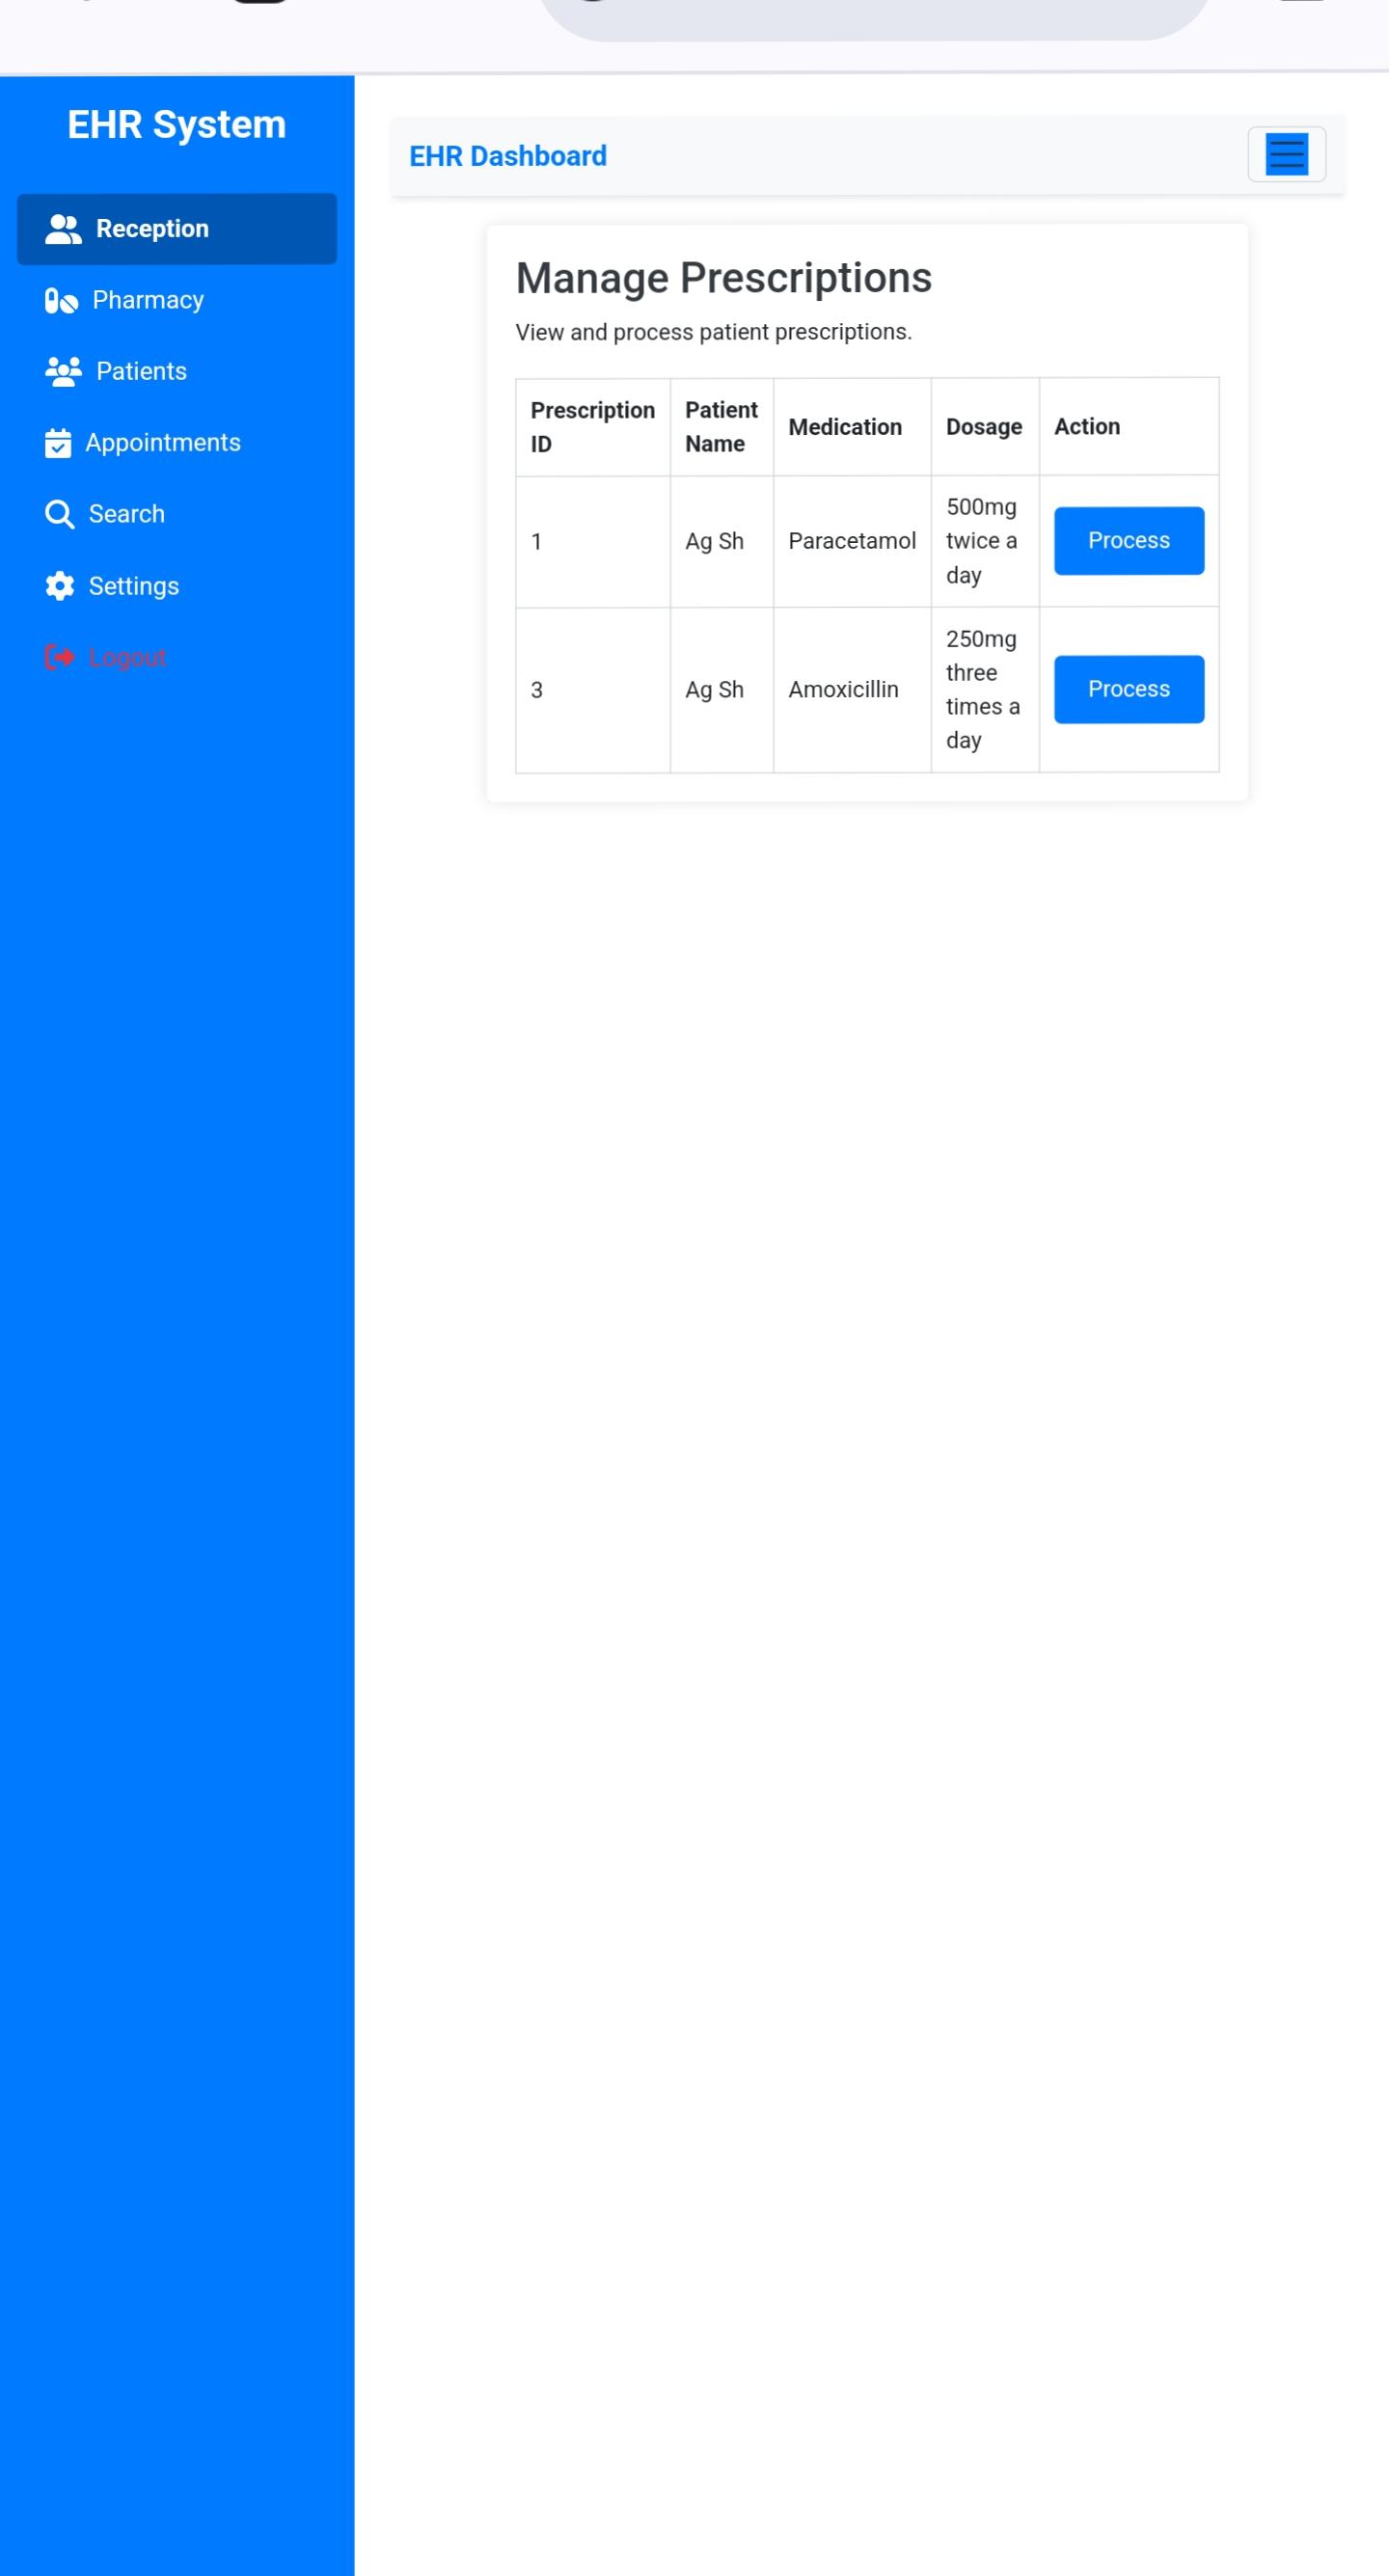 EHR System
Reception
Pharmacy
Patients
Appointments
Search
Settings
Logout
EHR Dashboard
Manage Prescriptions
View and process patient prescriptions.
Prescription ID Patient Name Medication Dosage Action
1 Ag Sh Paracetamol 500mg twice a day Process
3 Ag Sh Amoxicillin 250mg three times a day Process